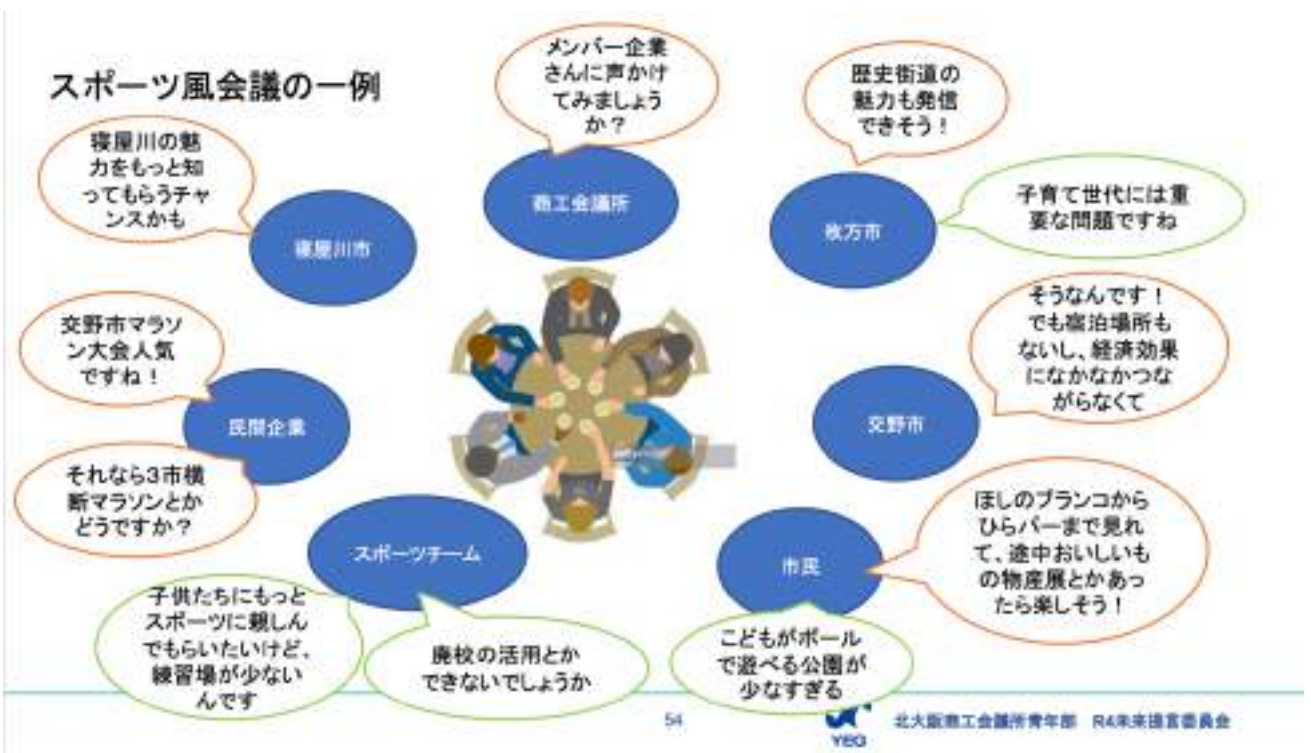 スポーツ風会議の一例
メンバー企業
さんに声かけ
てみましょう
か？
歴史街道の
魅力も発信
できそう！
寝屋川の魅
力をもっと知
ってもらうチャ
ンスかも
商工会議所
子育て世代には重
要な問題ですね
枚方市
寝屋川市
そうなんです！
でも宿泊場所も
ないし、経済効果
になかなかつな
がらなくて
交野市マラソ
ン大会人気
ですね！
民間企業
交野市
それなら3市横
断マラソンとか
どうですか？
ほしのブランコから
ひらパーまで見れ
て、途中おいしいも
の物産展とかあっ
たら楽しそう！
スポーツチーム
市民
子供たちにもっと
スポーツに親しん
でもらいたいけど、
練習場が少ない
んです
廃校の活用とか
できないでしょうか
こどもがボール
で遊べる公園が
少なすぎる
54
YEG
北大阪商工会議所青年部 R4未来提言委員会